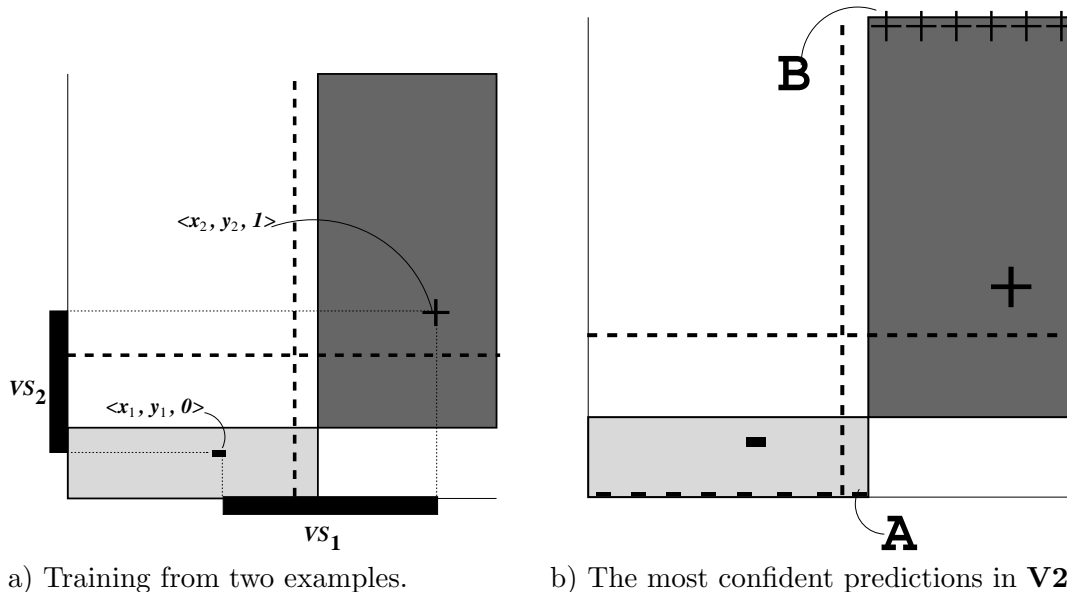 B
<x₂, y₂, 1>
VS₂
<x₁, y₁, 0>
VS₁
A
a) Training from two examples.
b) The most confident predictions in V2